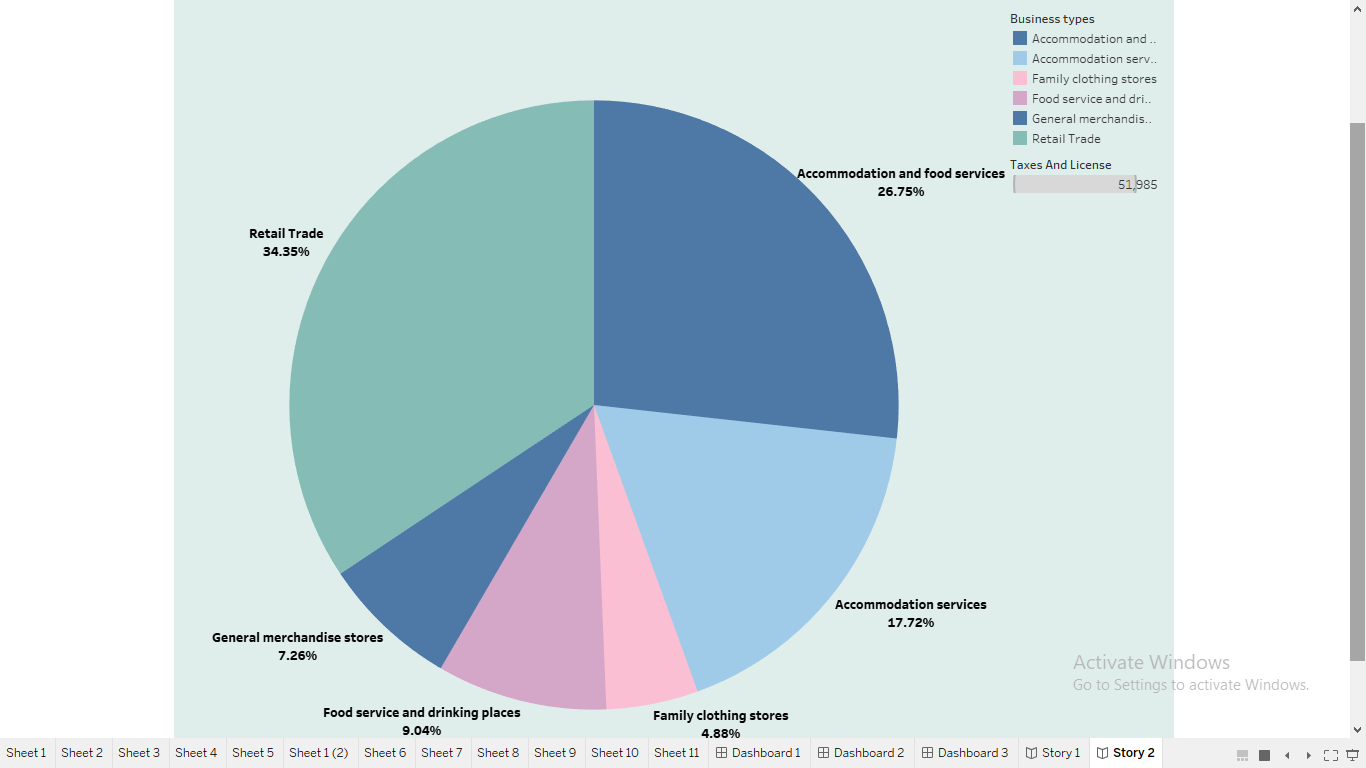 Business types
Accommodation and ..
Accommodation serv..
Family clothing stores
Food service and dri..
General merchandis..
Retail Trade
Taxes And License
51,985
Accommodation and food services
26.75%
Retail Trade
34.35%
Accommodation services
17.72%
General merchandise stores
7.26%
Food service and drinking places
9.04%
Family clothing stores
4.88%
Activate Windows
Go to Settings to activate Windows.
Sheet 1 Sheet 2 Sheet 3 Sheet 4 Sheet 5 Sheet 1 (2) Sheet 6 Sheet 7 Sheet 8 Sheet 9 Sheet 10 Sheet 11 Dashboard 1 Dashboard 2 Dashboard 3 Story 1 Story 2